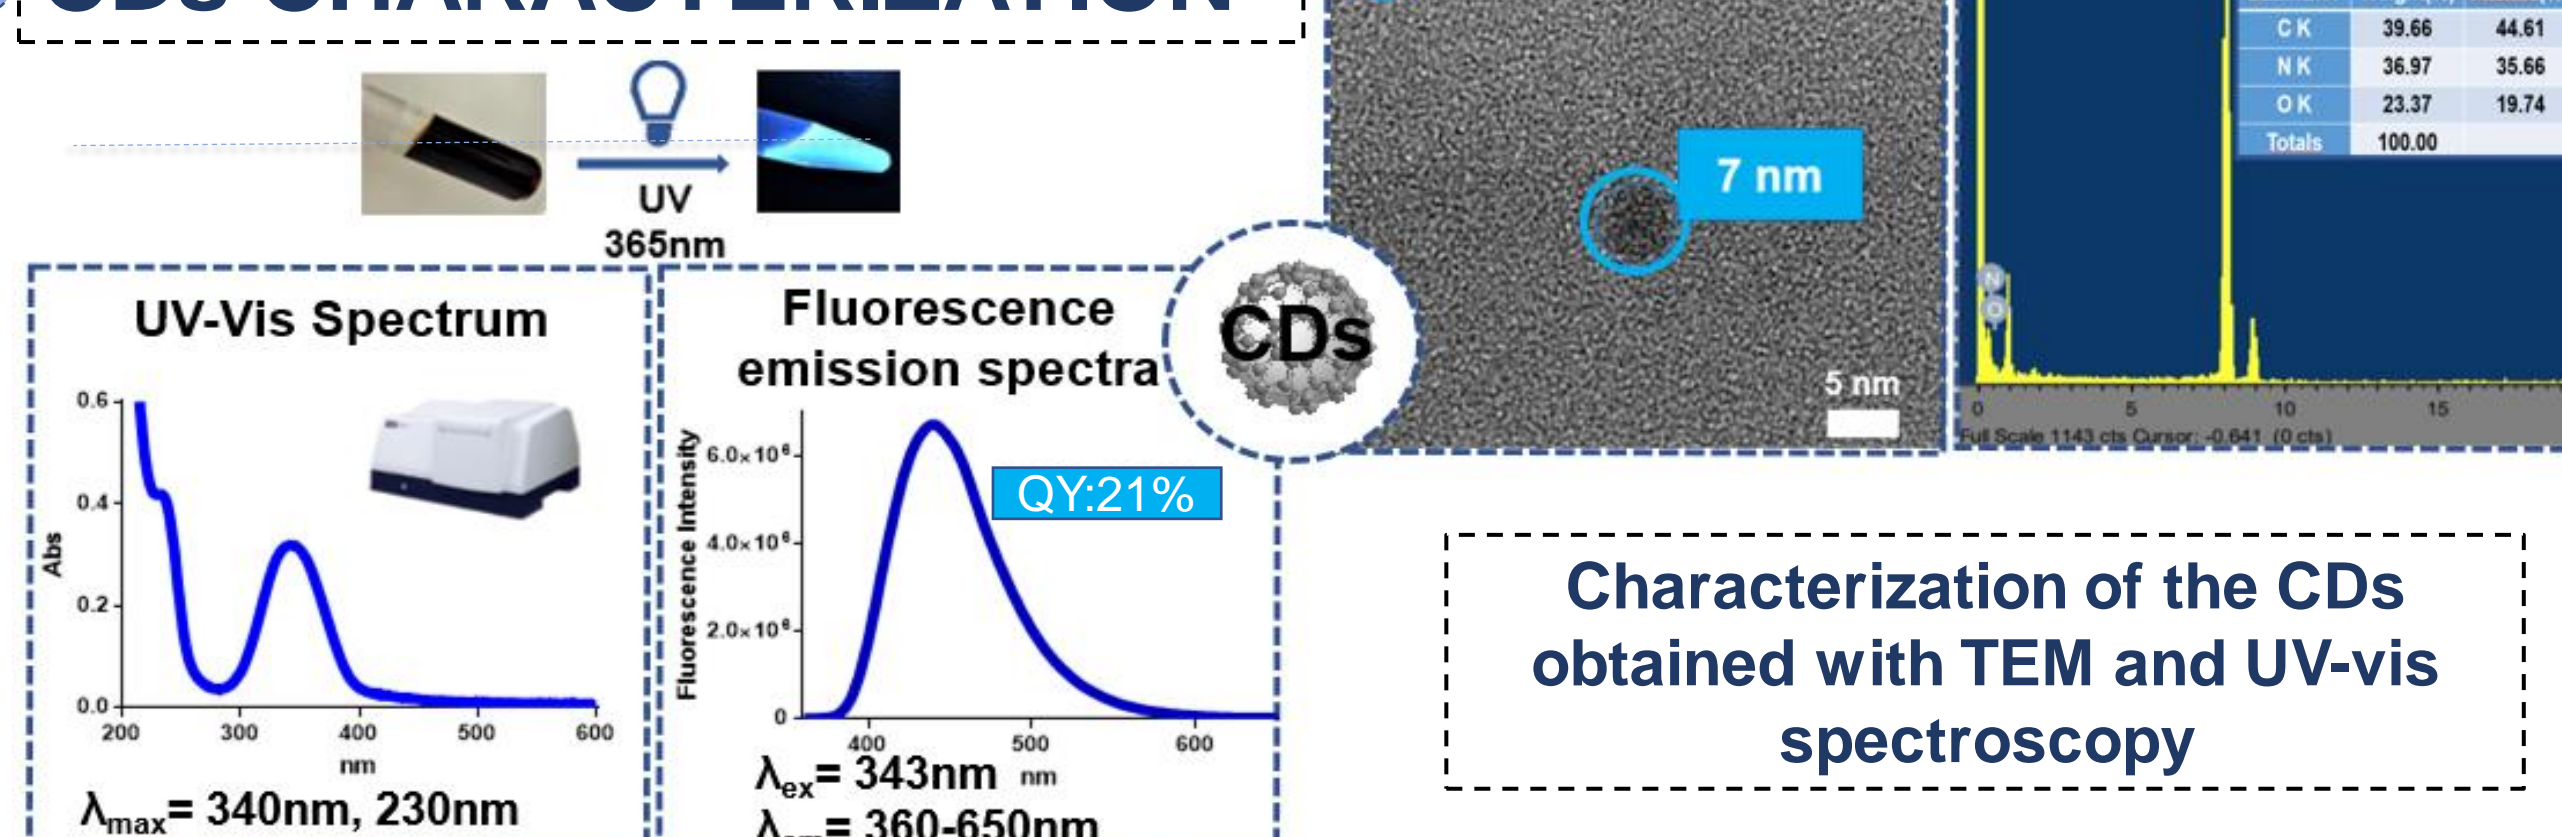 CDs CHARACTERIZATION
UV
365nm
UV-Vis Spectrum
0.6
0.4
0.2
0.0
Abs
200 300 400 500 600
nm
λmax= 340nm, 230nm
Fluorescence
emission spectra
Fluorescence Intensity
6.0×10⁶
4.0×10⁶
2.0×10⁶
0
QY:21%
400 500 600
nm
λex= 343nm
= 360-650nm
CDs
7 nm
5 nm
C K 39.66 44.61
N K 36.97 35.66
O K 23.37 19.74
Totals 100.00
N
O
0 5 10 15
Full Scale 1143 cts Cursor: -0.641 (0 cts)
Characterization of the CDs
obtained with TEM and UV-vis
spectroscopy